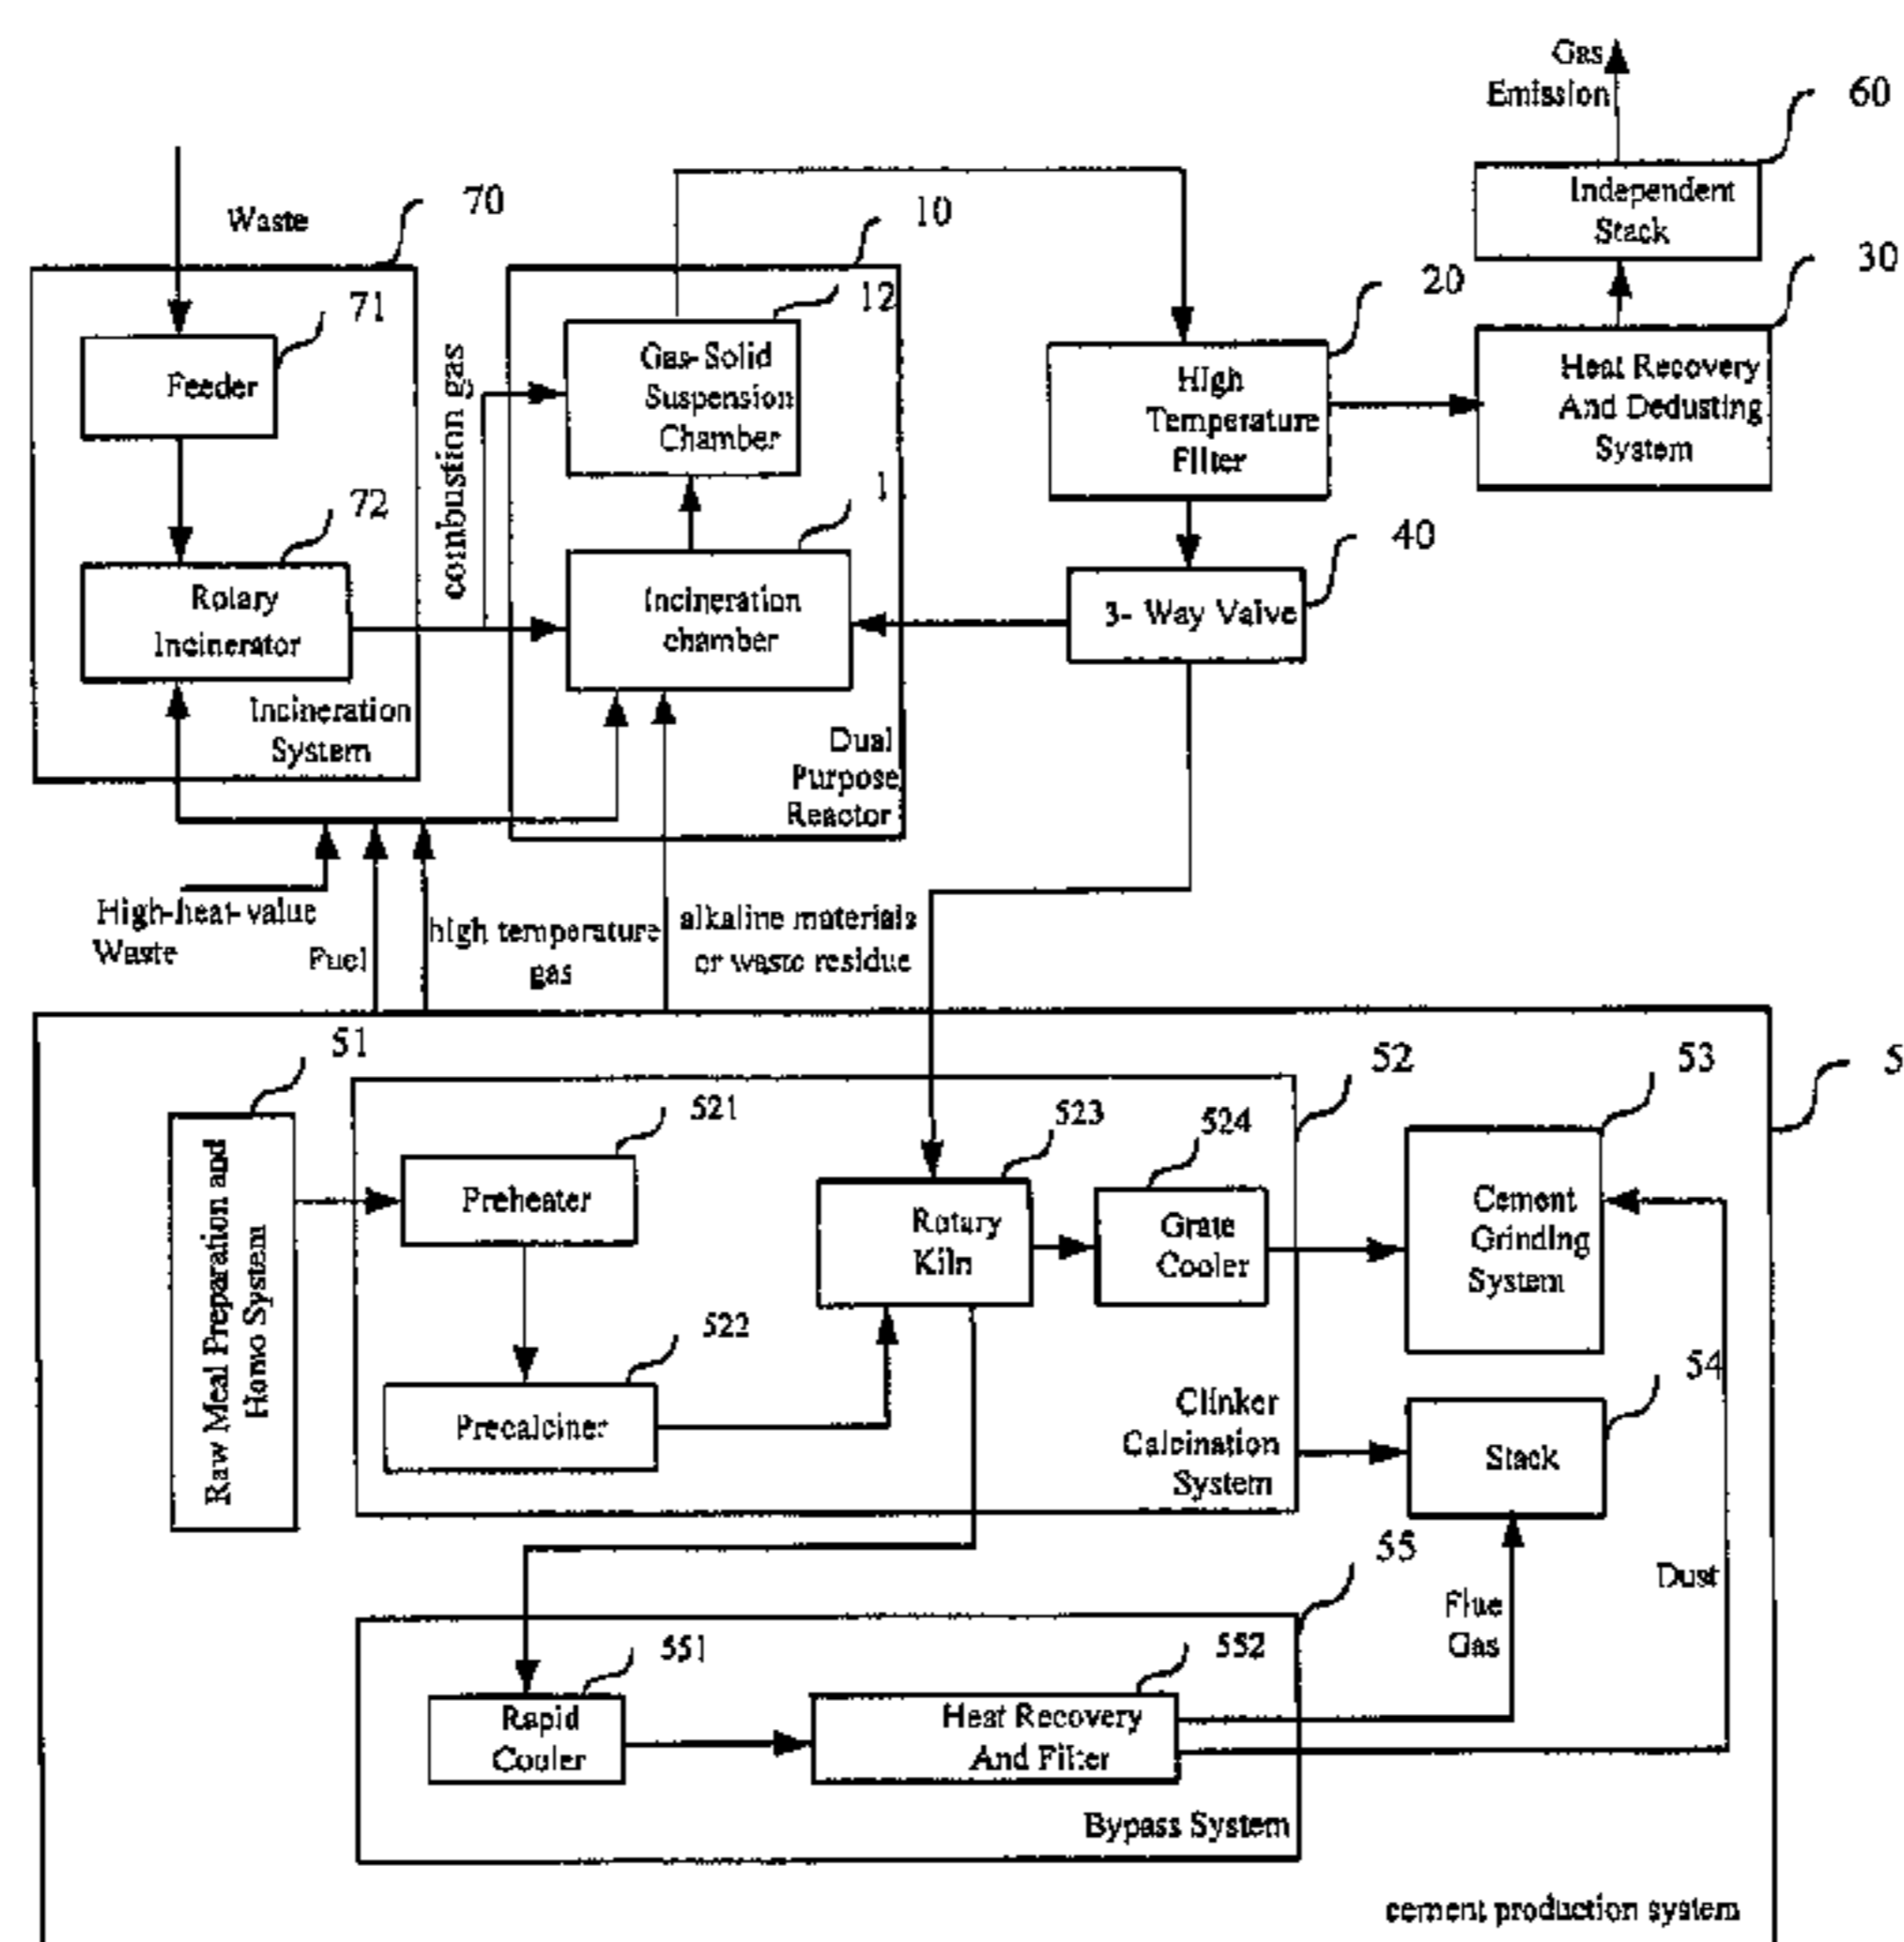 Gas
Emission
60
Independent
Stack
Waste
70
10
30
71
12
20
Feeder
combustion gas
Gas-Solid
Suspension
Chamber
High
Temperature
Filter
Heat Recovery
And Dedusting
System
72
1
40
Rotary
Incinerator
Incineration
chamber
3- Way Valve
Incineration
System
Dual
Purpose
Reactor
High-heat-value
Waste
Fuel
high temperature
gas
alkaline materials
or waste residue
51
52
53
5
521
523
524
Raw Meal Preparation and
Homo System
Preheater
Rotary
Kiln
Grate
Cooler
Cement
Grinding
System
522
54
Precalciner
Clinker
Calcination
System
Stack
55
Dust
Flue
Gas
551
552
Rapid
Cooler
Heat Recovery
And Filter
Bypass System
cement production system